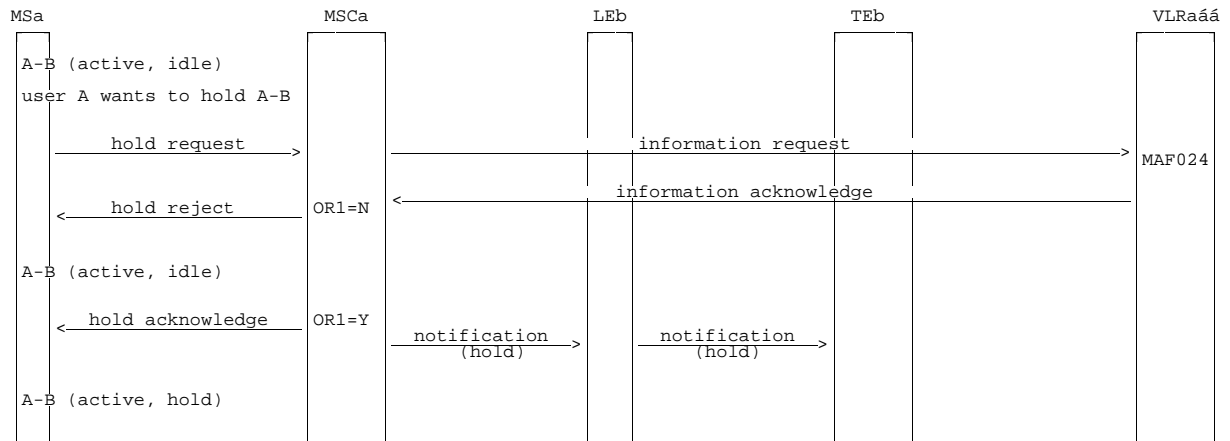 MSa MSCa LEb TEb VLRaáá
A-B (active, idle)
user A wants to hold A-B
hold request information request
MAF024
information acknowledge
hold reject OR1=N
A-B (active, idle)
hold acknowledge OR1=Y
notification notification
(hold) (hold)
A-B (active, hold)